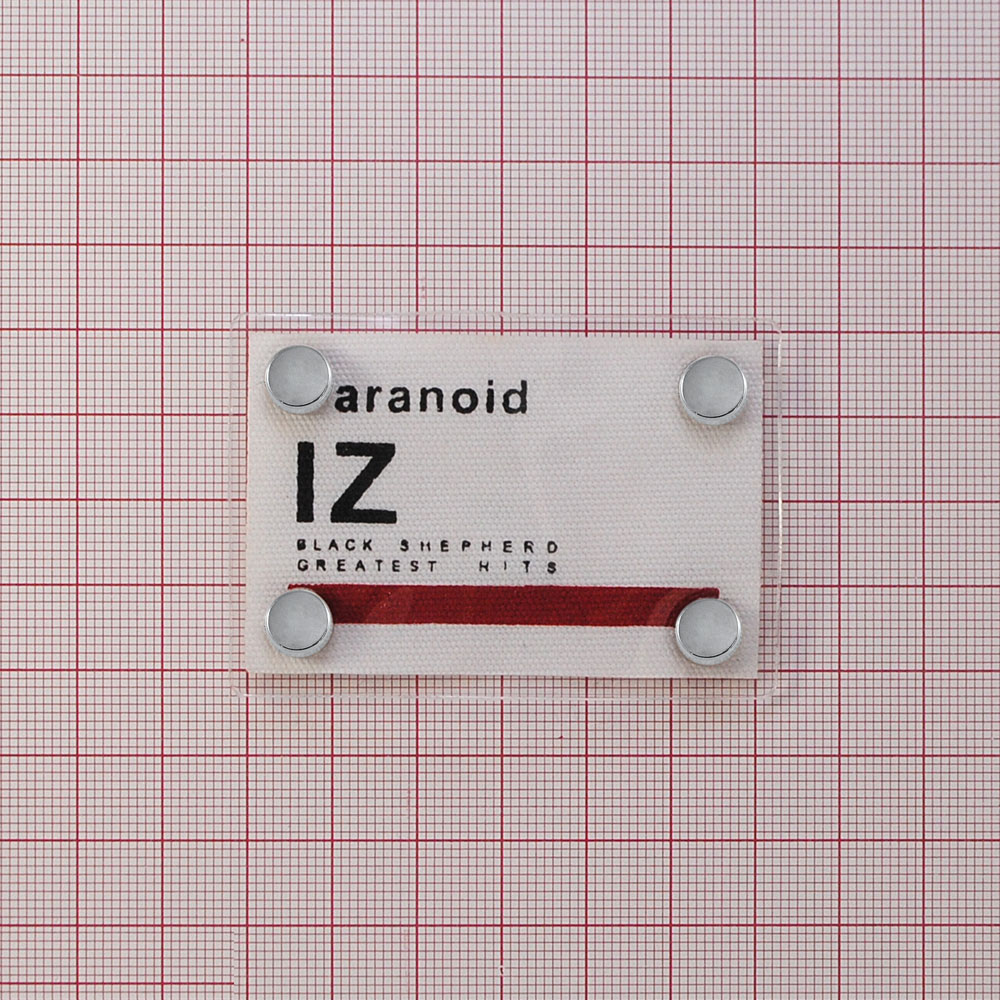 aranoid
IZ
BLACK SHEPHERD
GREATEST HITS